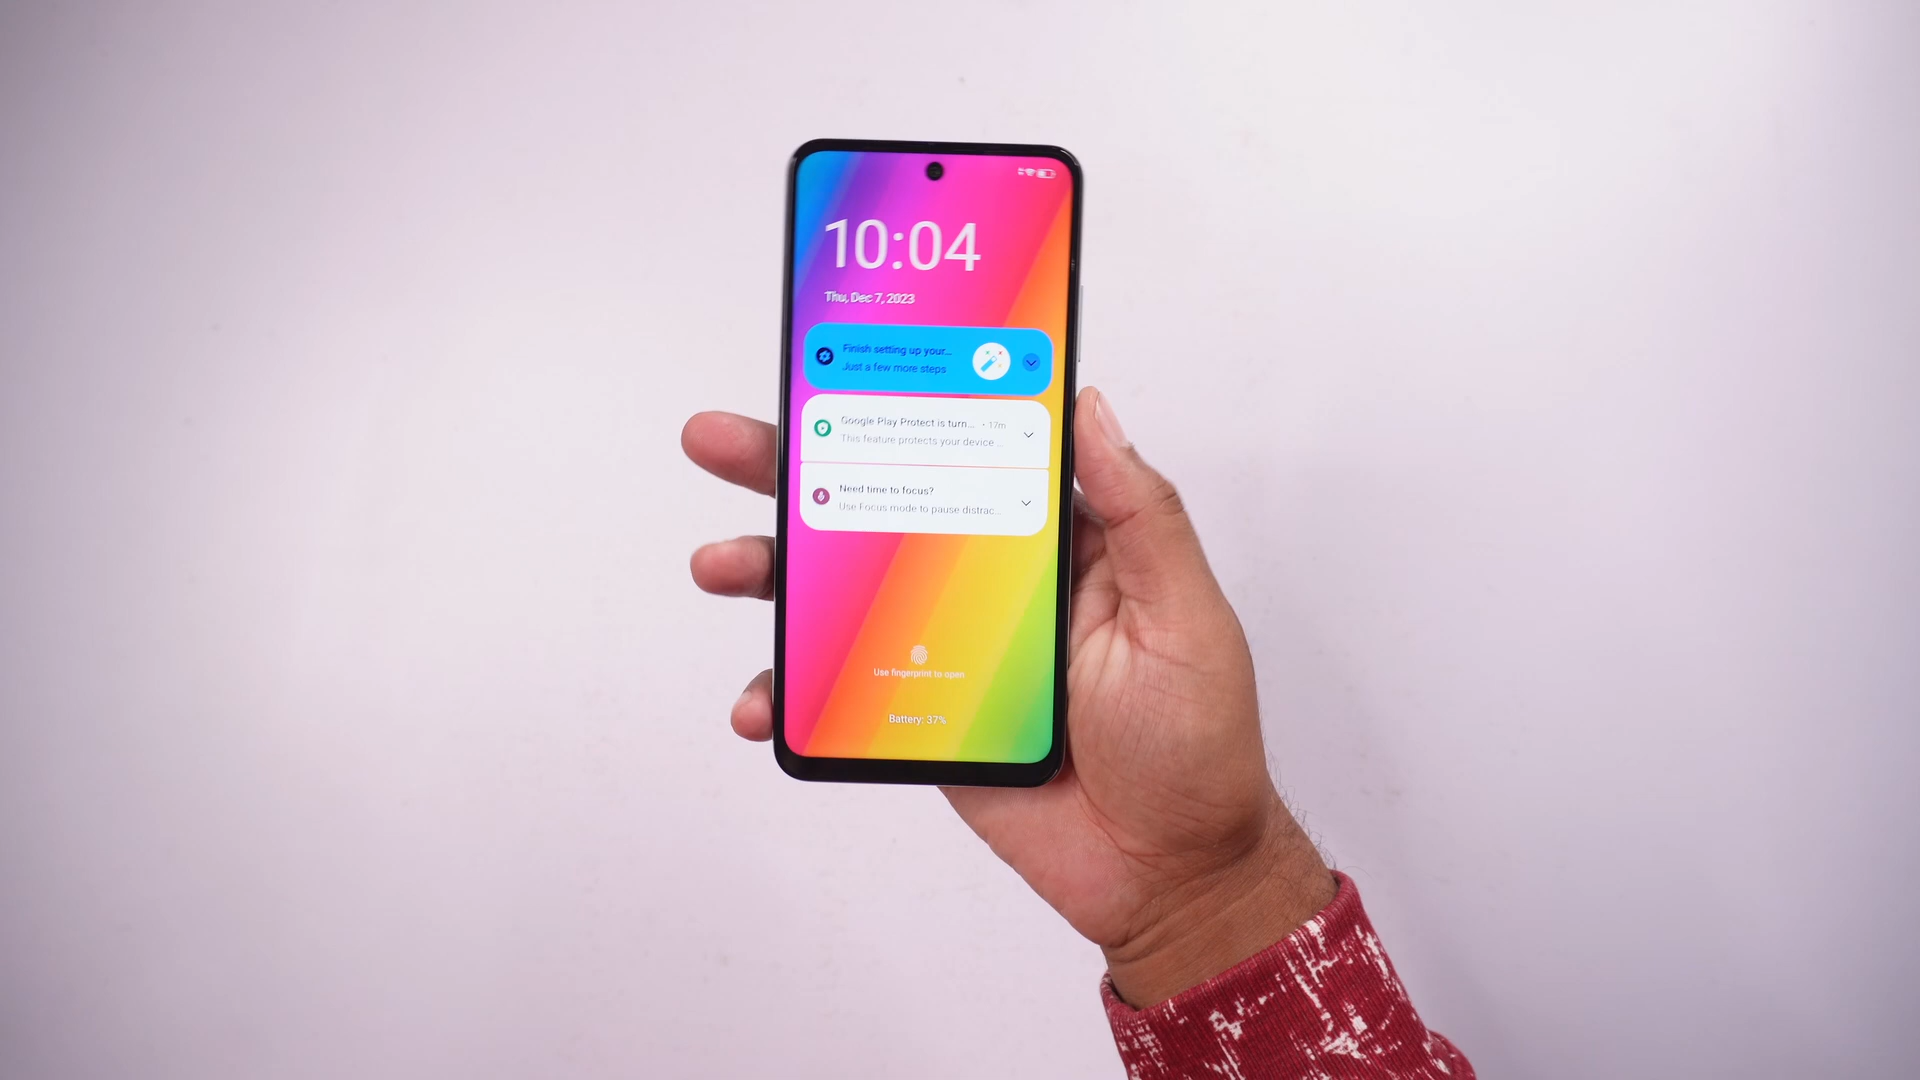 10:04
Thu, Dec 7, 2023
Finish setting up your...
Just a few more steps
Google Play Protect is turn... • 17m
This feature protects your device ...
Need time to focus?
Use Focus mode to pause distrac...
Use fingerprint to open
Battery: 37%